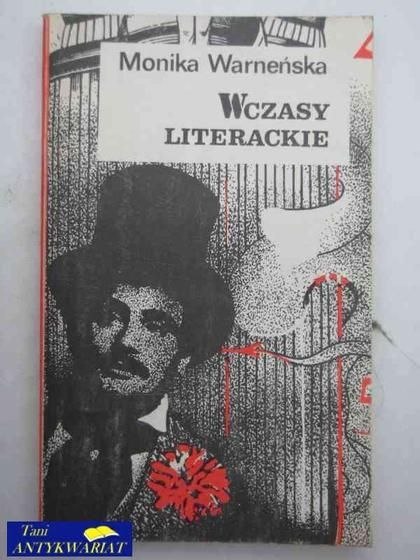 Monika Warneńska
WCZASY
LITERACKIE
Tani
ANTYKWARIAT